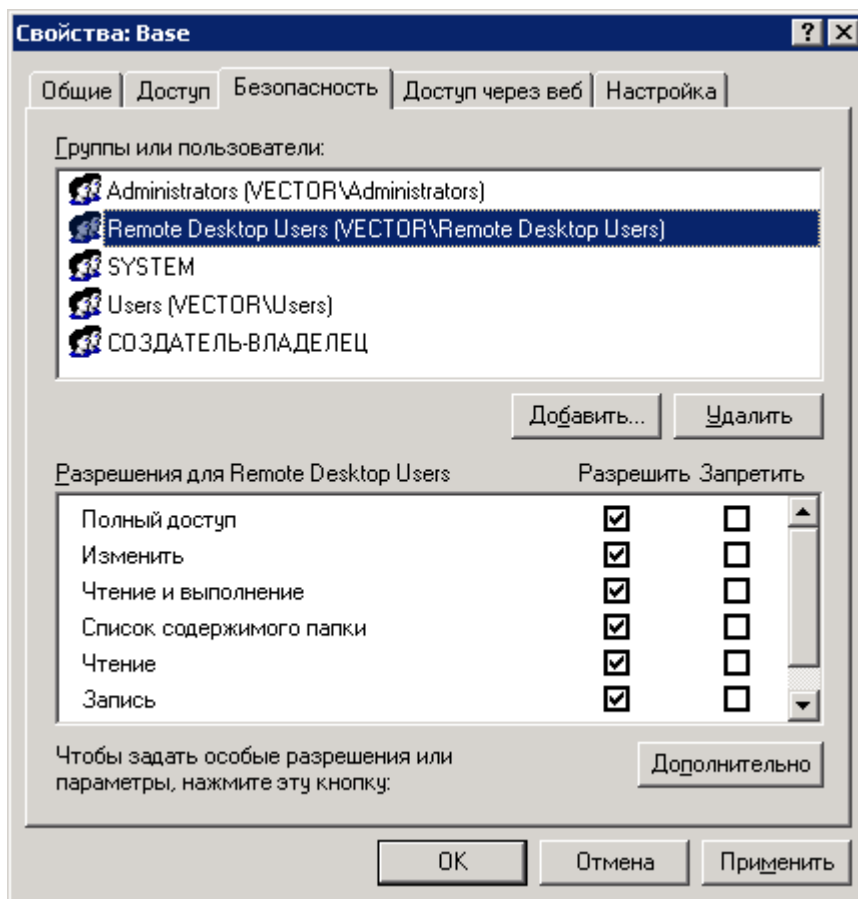 Свойства: Base
Общие Доступ Безопасность Доступ через веб Настройка
Группы или пользователи:
Administrators (VECTOR\Administrators)
Remote Desktop Users (VECTOR\Remote Desktop Users)
SYSTEM
Users (VECTOR\Users)
СОЗДАТЕЛЬ-ВЛАДЕЛЕЦ
Добавить... Удалить
Разрешения для Remote Desktop Users Разрешить Запретить
Полный доступ
Изменить
Чтение и выполнение
Список содержимого папки
Чтение
Запись
Чтобы задать особые разрешения или
параметры, нажмите эту кнопку:
Дополнительно
OK Отмена Применить